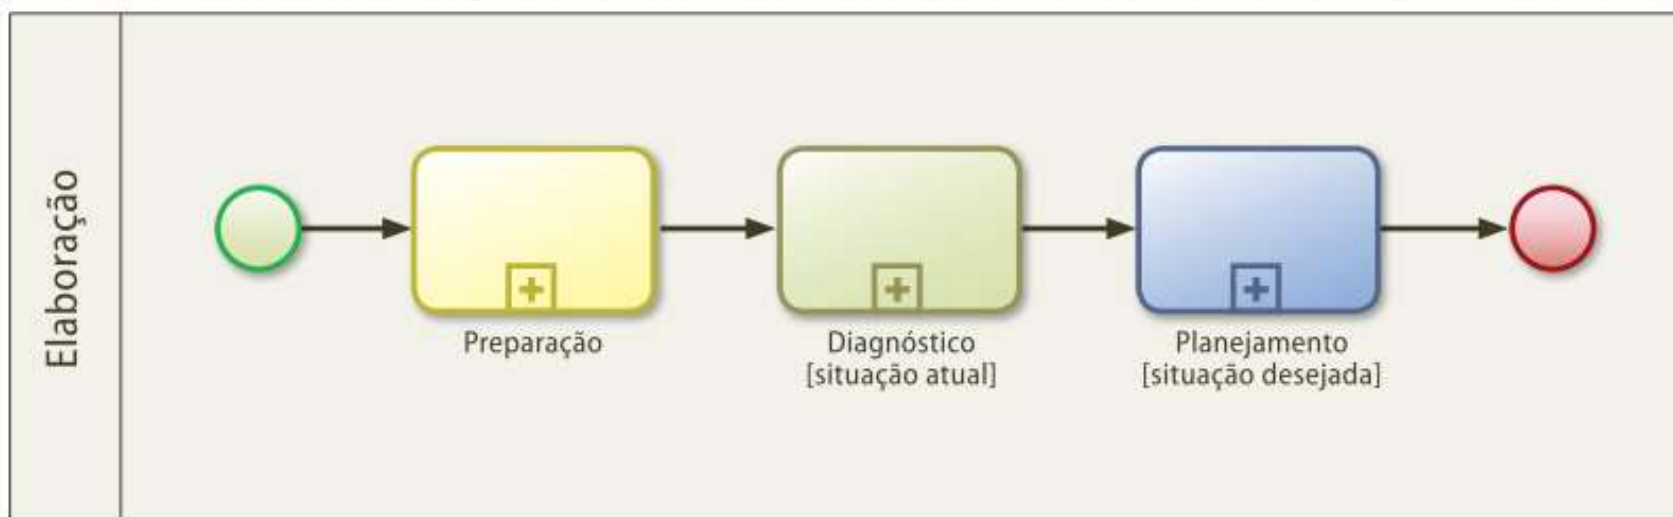 Elaboração
Preparação
Diagnóstico
[situação atual]
Planejamento
[situação desejada]